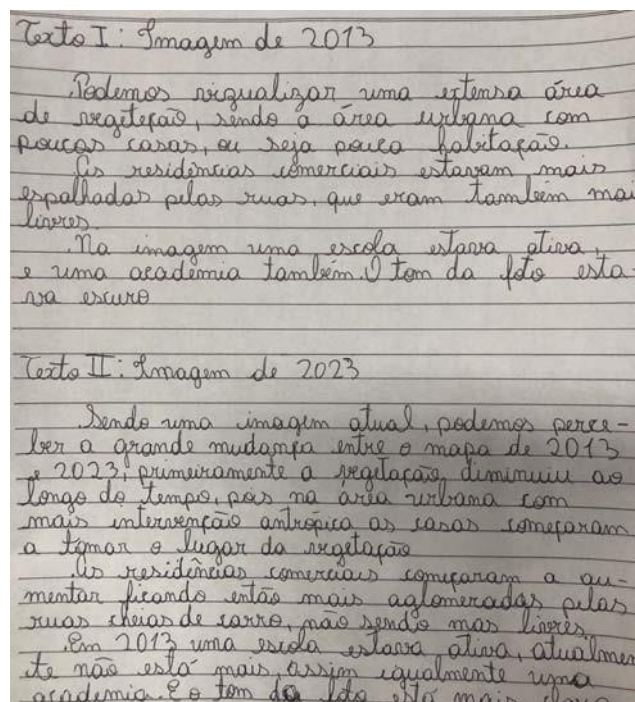 Texto I: Imagem de 2013
Podemos vizualizar uma extensa área
de vegetação, sendo a área urbana com
poucas casas, ou seja pouca habitação.
As residências comerciais estavam mais
espalhadas pelas ruas, que eram também mai
livres.
Na imagem uma escola estava ativa,
e uma academia também. O tom da foto esta-
va escuro
Texto II: Imagem de 2023
Sendo uma imagem atual, podemos perce-
ber a grande mudança entre o mapa de 2013
e 2023, primeiramente a vegetação diminuiu ao
longo do tempo, pois na área urbana com
mais intervenção antrópica as casas começaram
a tomar o lugar da vegetação
As residências comerciais começaram a au-
mentar ficando então mais aglomeradas pelas
ruas cheias de carro, não sendo mas livres.
Em 2013 uma escola estava ativa, atualmen
te não está mais, assim igualmente uma
academia. E o tom da foto está mais claro